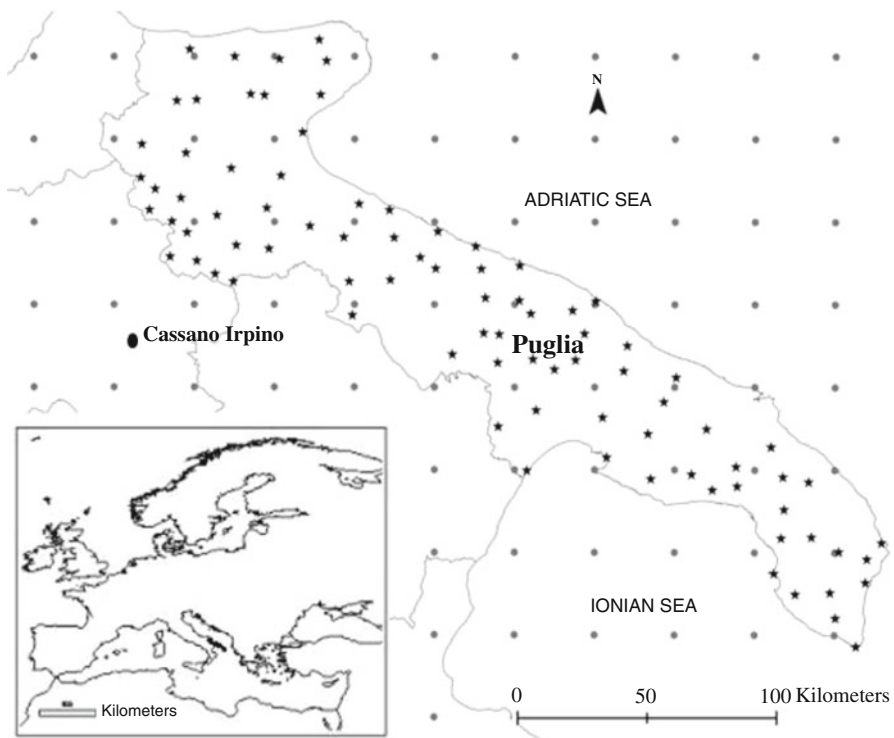 N
ADRIATIC SEA
Cassano Irpino
Puglia
IONIAN SEA
Kilometers
0 50 100 Kilometers